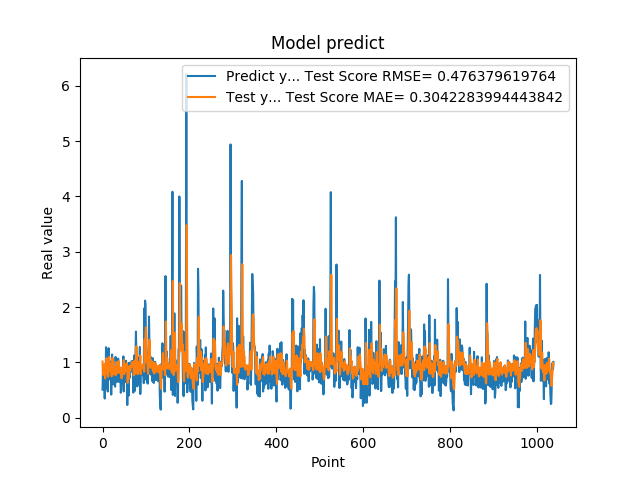 Model predict
Predict y... Test Score RMSE= 0.476379619764
Test y... Test Score MAE= 0.3042283994443842
Real value
6
5
4
3
2
1
0
0 200 400 600 800 1000
Point